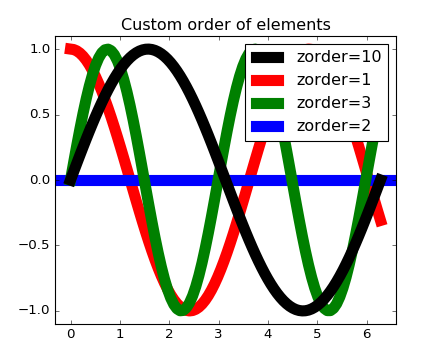 Custom order of elements
zorder=10
zorder=1
zorder=3
zorder=2
1.0
0.5
0.0
−0.5
−1.0
0 1 2 3 4 5 6